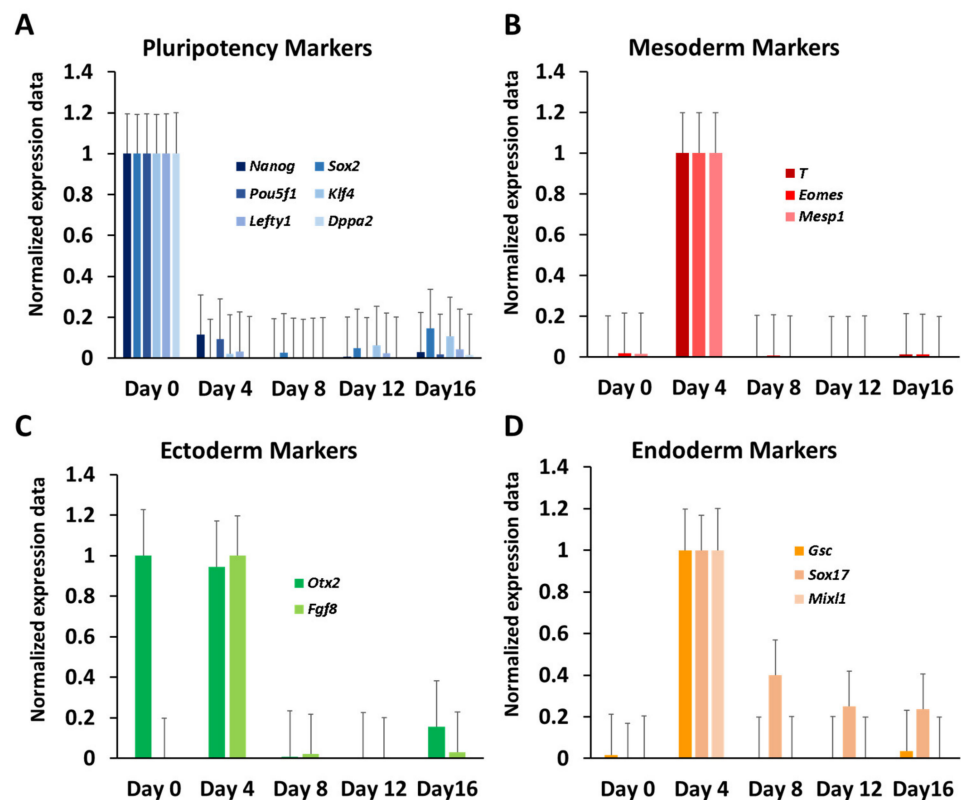 A
Pluripotency Markers
Normalized expression data
1.4
1.2
1
0.8
0.6
0.4
0.2
0
Nanog Sox2
Pou5f1 Klf4
Lefty1 Dppa2
Day 0 Day 4 Day 8 Day 12 Day16
B
Mesoderm Markers
Normalized expression data
1.4
1.2
1
0.8
0.6
0.4
0.2
0
T
Eomes
Mesp1
Day 0 Day 4 Day 8 Day 12 Day16
C
Ectoderm Markers
Normalized expression data
1.4
1.2
1
0.8
0.6
0.4
0.2
0
Otx2
Fgf8
Day 0 Day 4 Day 8 Day 12 Day16
D
Endoderm Markers
Normalized expression data
1.4
1.2
1
0.8
0.6
0.4
0.2
0
Gsc
Sox17
Mixl1
Day 0 Day 4 Day 8 Day 12 Day16